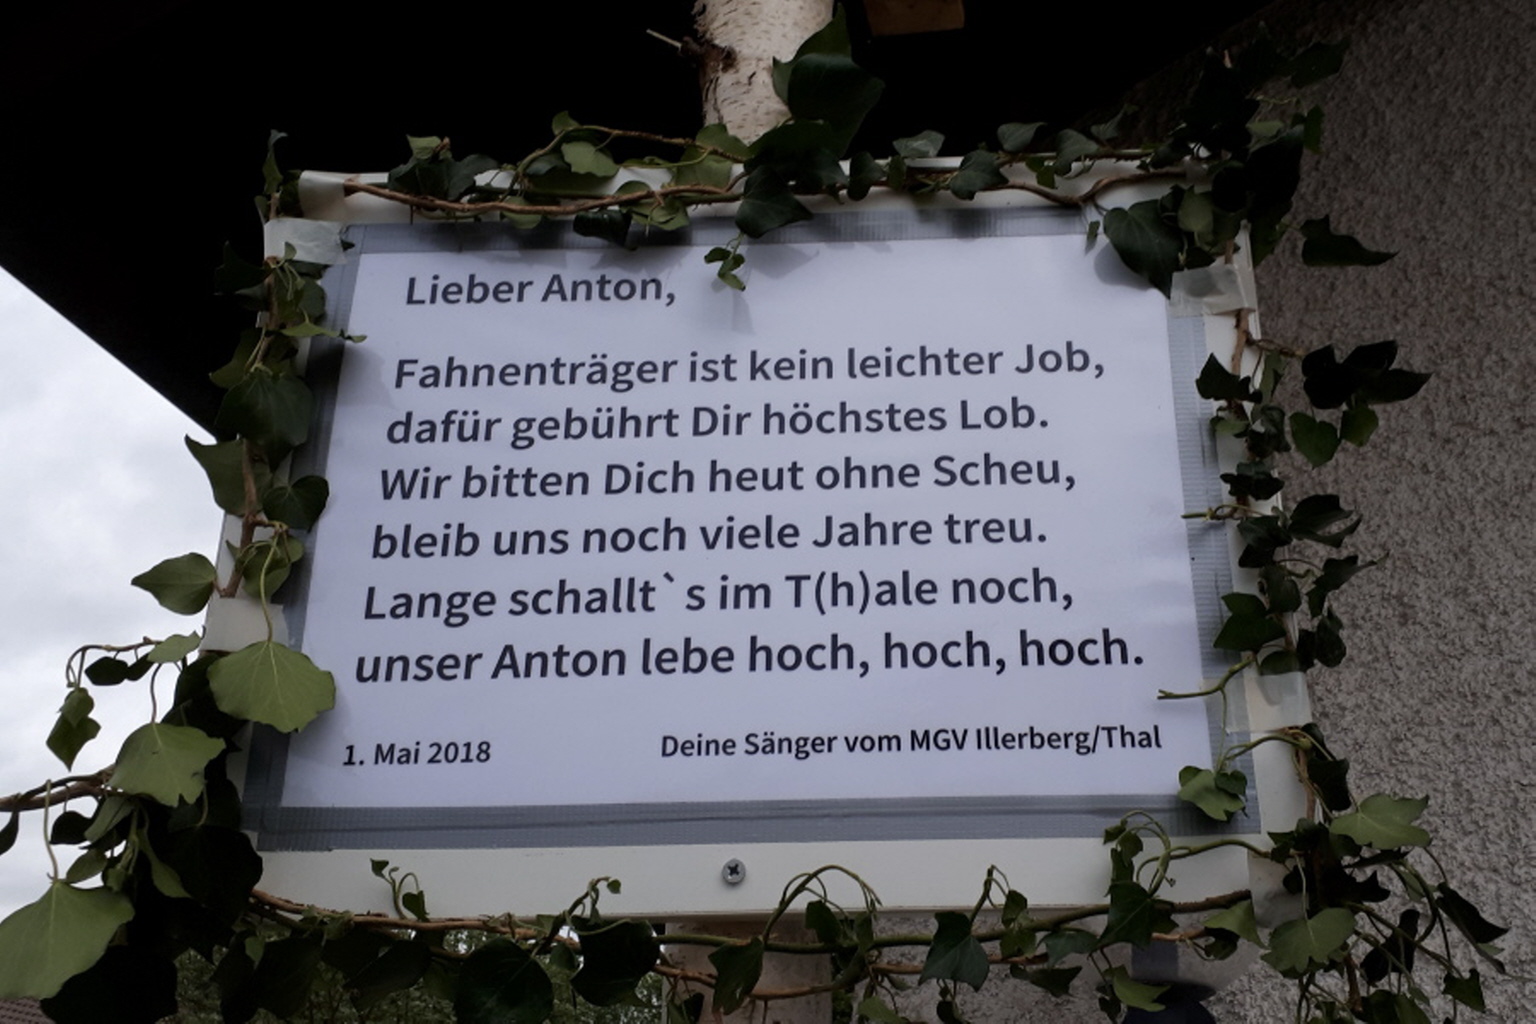 Lieber Anton,
Fahnenträger ist kein leichter Job,
dafür gebührt Dir höchstes Lob.
Wir bitten Dich heut ohne Scheu,
bleib uns noch viele Jahre treu.
Lange schallt`s im T(h)ale noch,
unser Anton lebe hoch, hoch, hoch.
1. Mai 2018 Deine Sänger vom MGV Illerberg/Thal